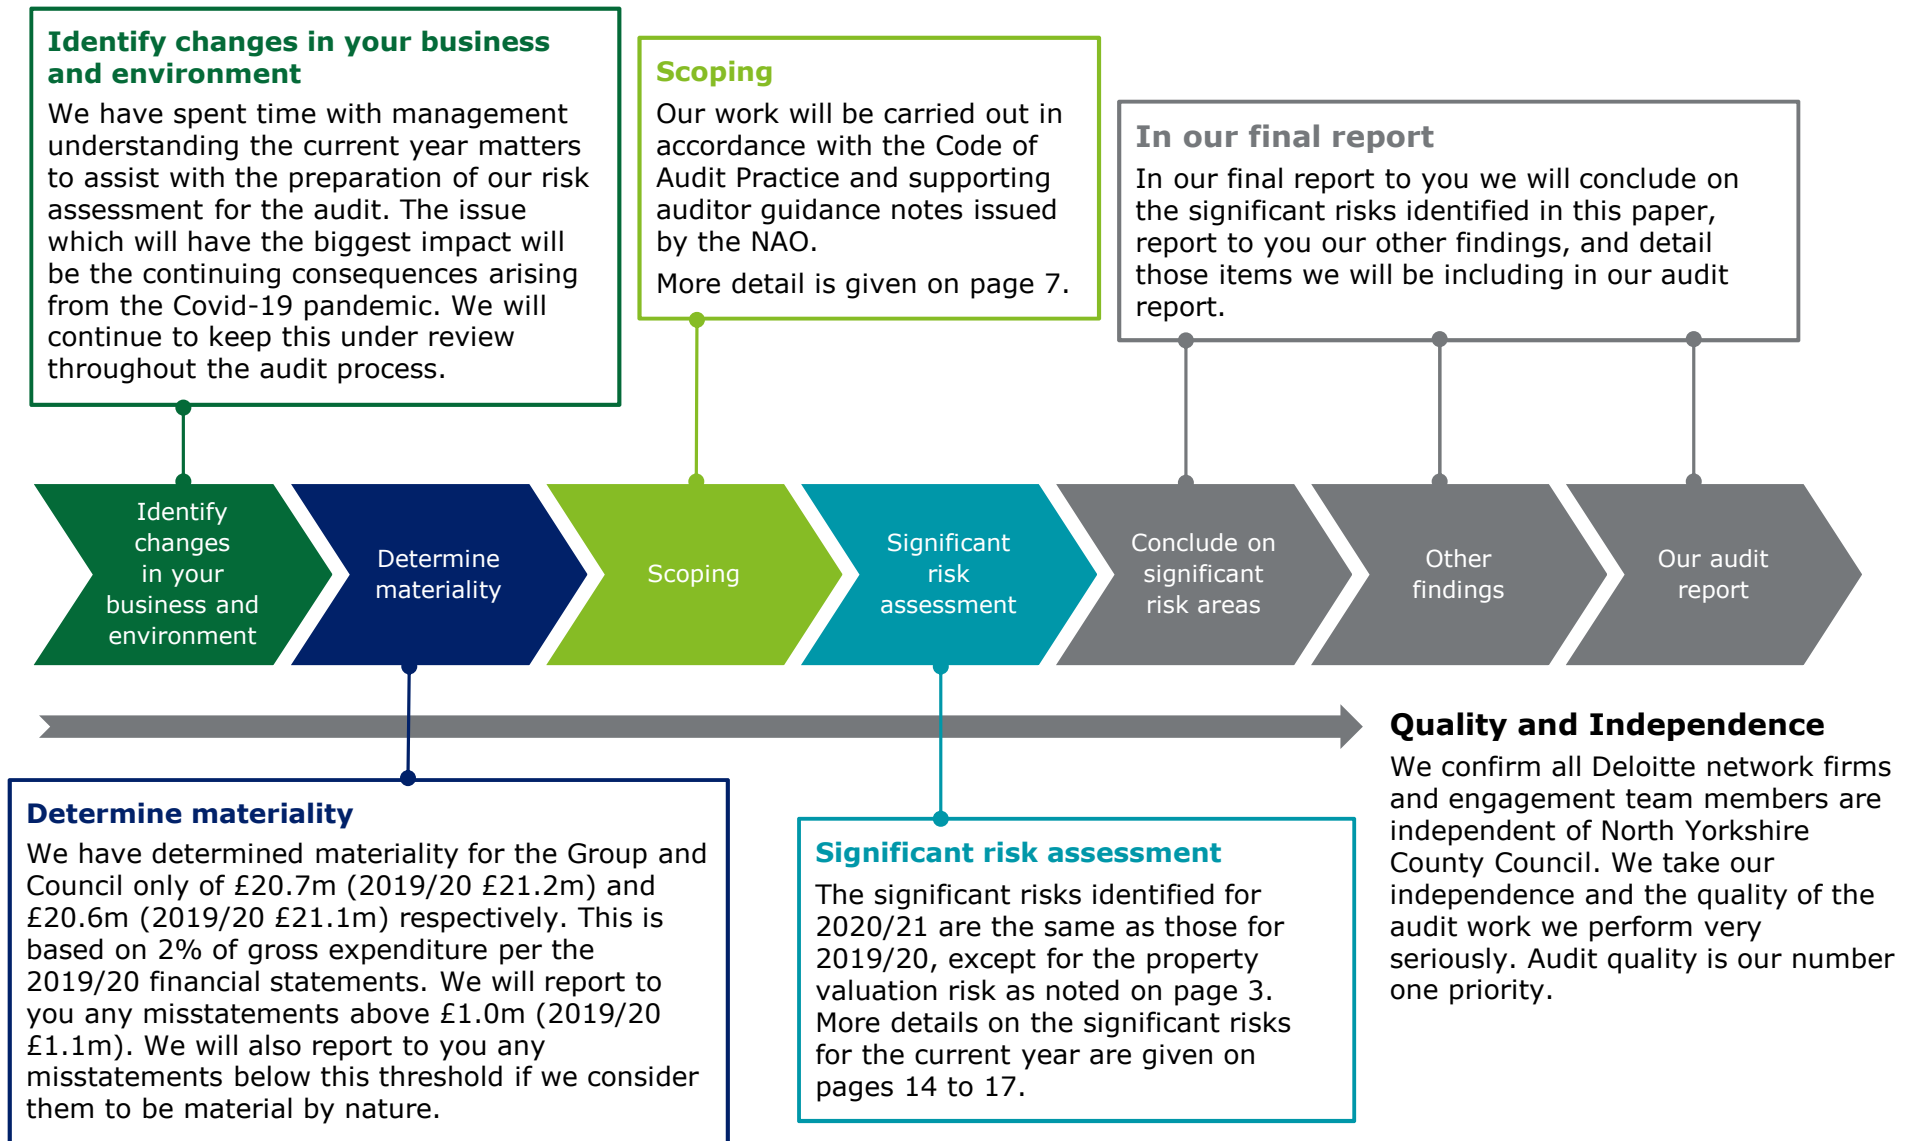 Identify changes in your business
and environment
We have spent time with management
understanding the current year matters
to assist with the preparation of our risk
assessment for the audit. The issue
which will have the biggest impact will
be the continuing consequences arising
from the Covid-19 pandemic. We will
continue to keep this under review
throughout the audit process.
Scoping
Our work will be carried out in
accordance with the Code of
Audit Practice and supporting
auditor guidance notes issued
by the NAO.
More detail is given on page 7.
In our final report
In our final report to you we will conclude on
the significant risks identified in this paper,
report to you our other findings, and detail
those items we will be including in our audit
report.
Identify
changes
in your
business and
environment
Determine
materiality
Scoping
Significant
risk
assessment
Conclude on
significant
risk areas
Other
findings
Our audit
report
Determine materiality
We have determined materiality for the Group and
Council only of £20.7m (2019/20 £21.2m) and
£20.6m (2019/20 £21.1m) respectively. This is
based on 2% of gross expenditure per the
2019/20 financial statements. We will report to
you any misstatements above £1.0m (2019/20
£1.1m). We will also report to you any
misstatements below this threshold if we consider
them to be material by nature.
Significant risk assessment
The significant risks identified for
2020/21 are the same as those for
2019/20, except for the property
valuation risk as noted on page 3.
More details on the significant risks
for the current year are given on
pages 14 to 17.
Quality and Independence
We confirm all Deloitte network firms
and engagement team members are
independent of North Yorkshire
County Council. We take our
independence and the quality of the
audit work we perform very
seriously. Audit quality is our number
one priority.